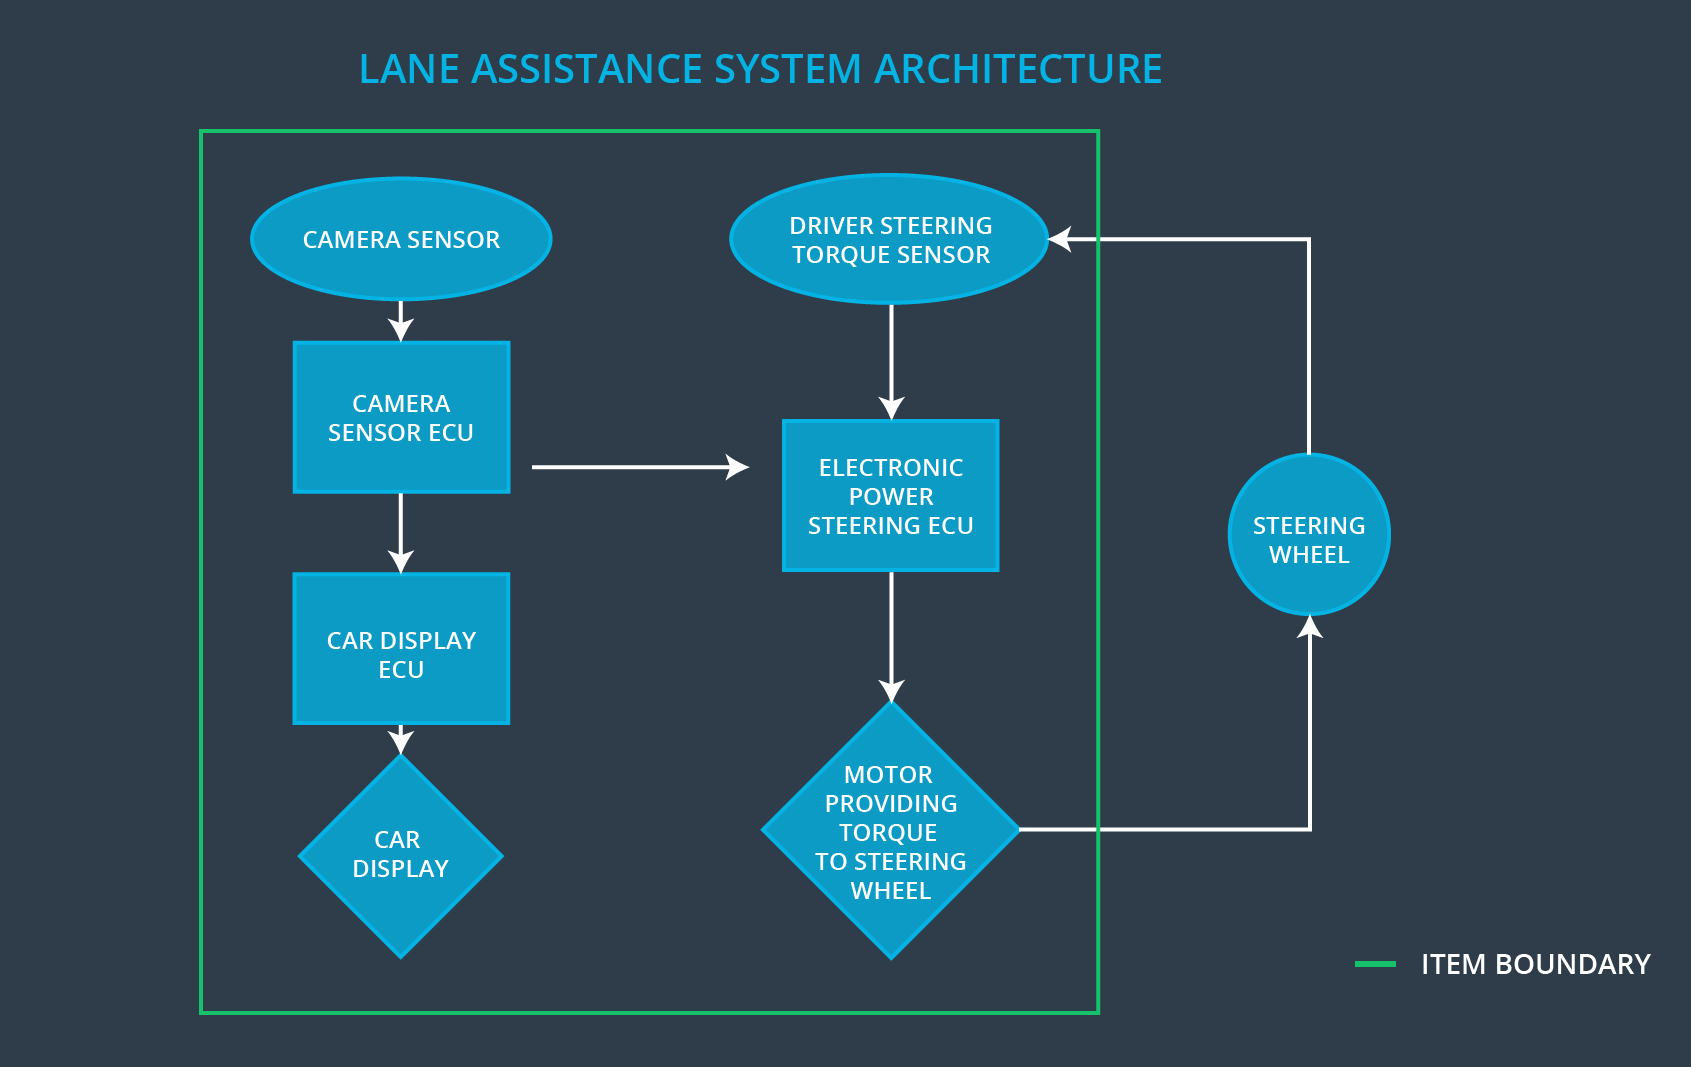 LANE ASSISTANCE SYSTEM ARCHITECTURE
CAMERA SENSOR
CAMERA
SENSOR ECU
CAR DISPLAY
ECU
CAR
DISPLAY
DRIVER STEERING
TORQUE SENSOR
ELECTRONIC
POWER
STEERING ECU
MOTOR
PROVIDING
TORQUE
TO STEERING
WHEEL
STEERING
WHEEL
ITEM BOUNDARY